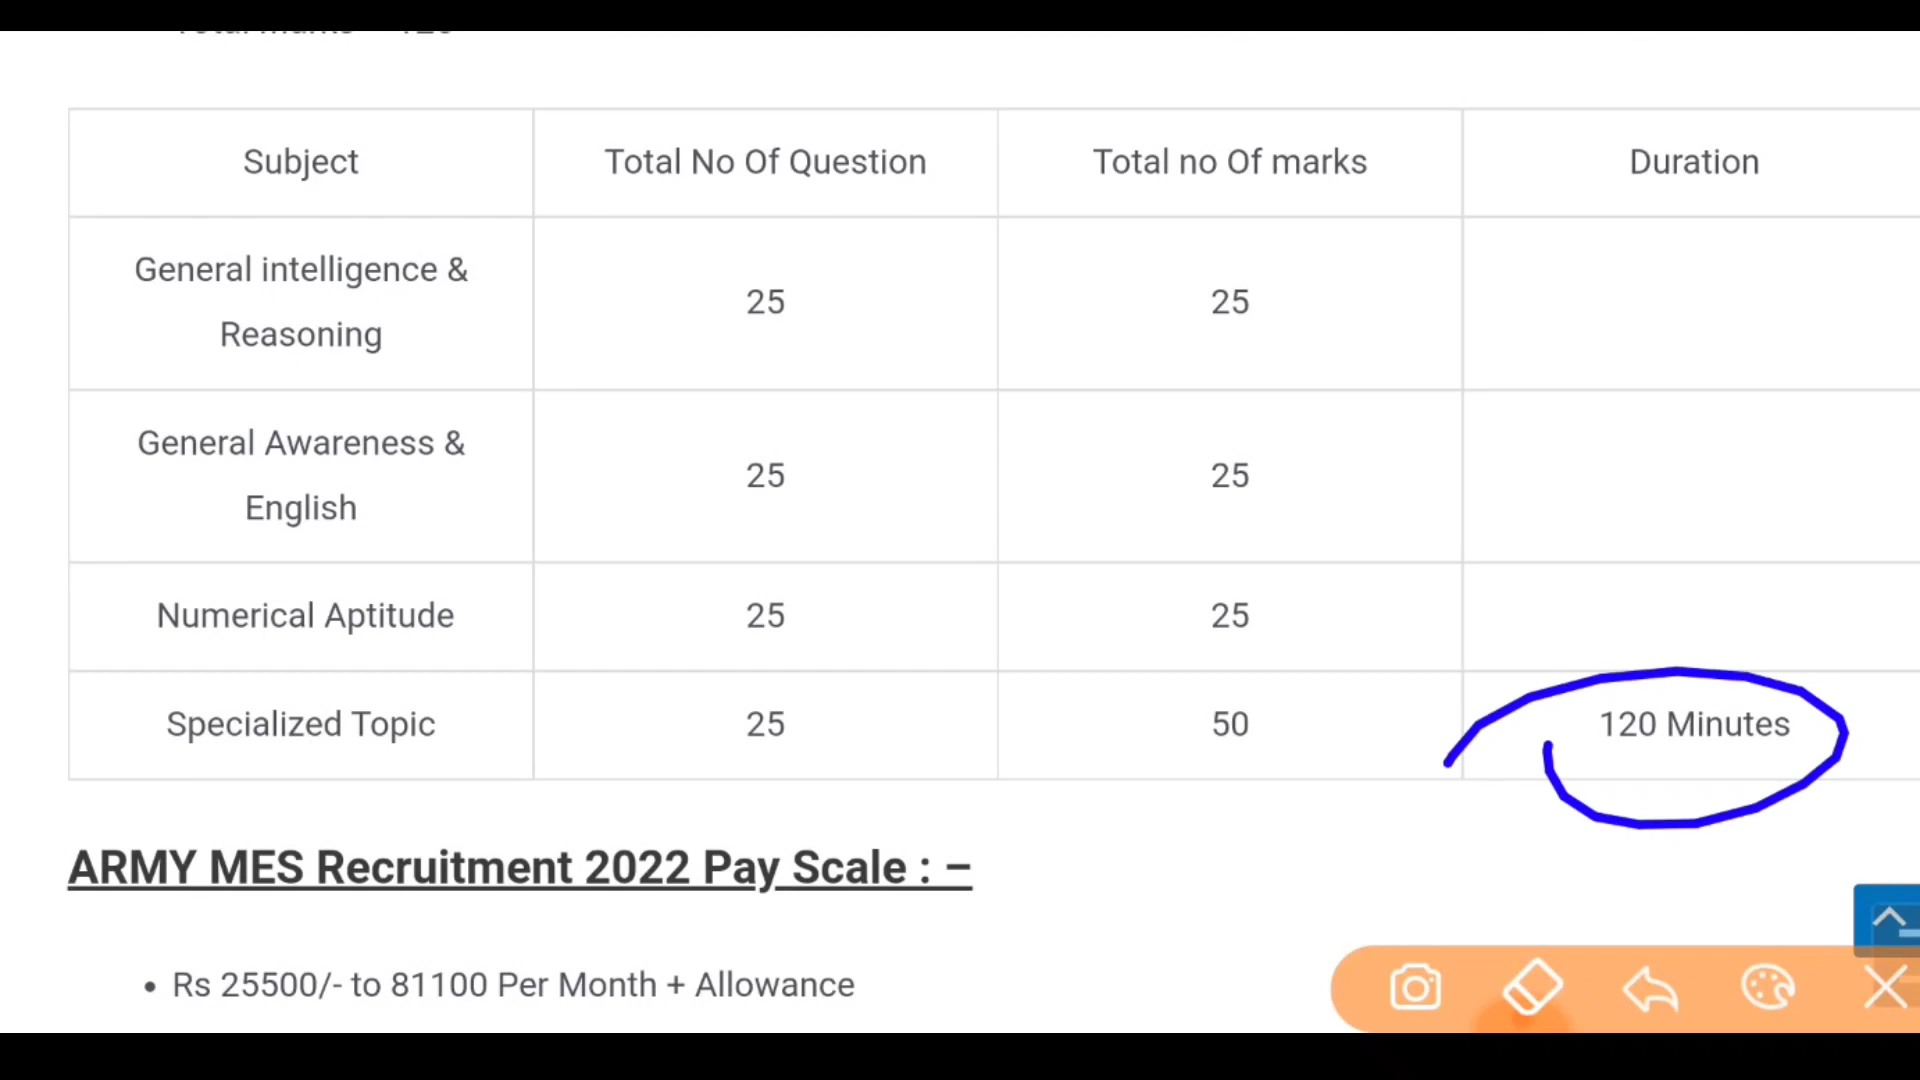 Subject Total No Of Question Total no Of marks Duration
General intelligence &
Reasoning
25 25
General Awareness &
English
25 25
Numerical Aptitude 25 25
Specialized Topic 25 50 120 Minutes
ARMY MES Recruitment 2022 Pay Scale : –
• Rs 25500/- to 81100 Per Month + Allowance